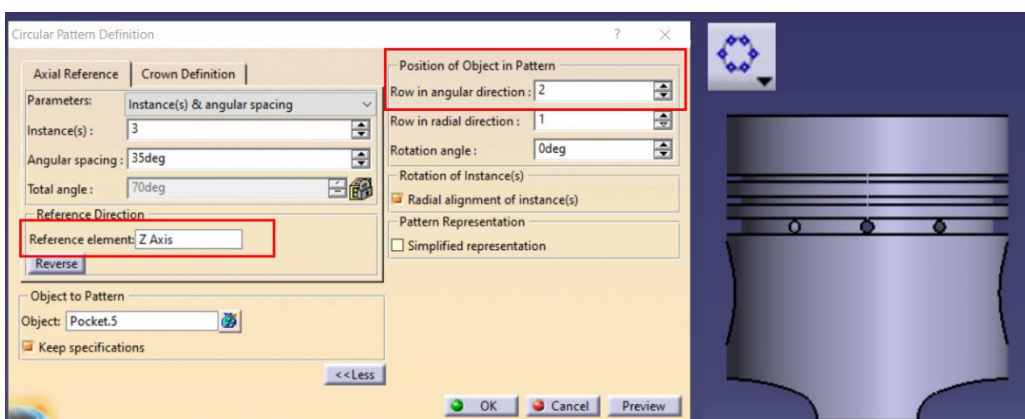 Circular Pattern Definition
?
×
Axial Reference
Crown Definition
Parameters:
Instance(s) & angular spacing
Instance(s) :
3
Angular spacing :
35deg
Total angle :
70deg
Reference Direction
Reference element:
Z Axis
Reverse
Object to Pattern
Object:
Pocket.5
Keep specifications
<<Less
Position of Object in Pattern
Row in angular direction :
2
Row in radial direction :
1
Rotation angle :
0deg
Rotation of Instance(s)
Radial alignment of instance(s)
Pattern Representation
Simplified representation
OK
Cancel
Preview